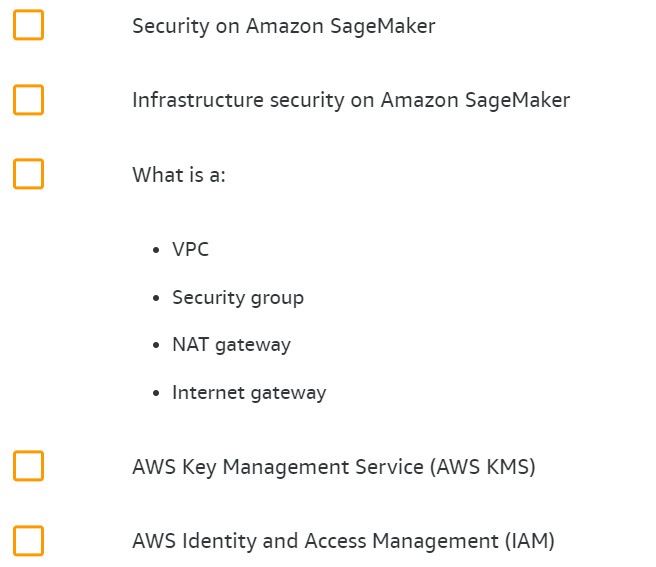 Security on Amazon SageMaker
Infrastructure security on Amazon SageMaker
What is a:
• VPC
• Security group
• NAT gateway
• Internet gateway
AWS Key Management Service (AWS KMS)
AWS Identity and Access Management (IAM)